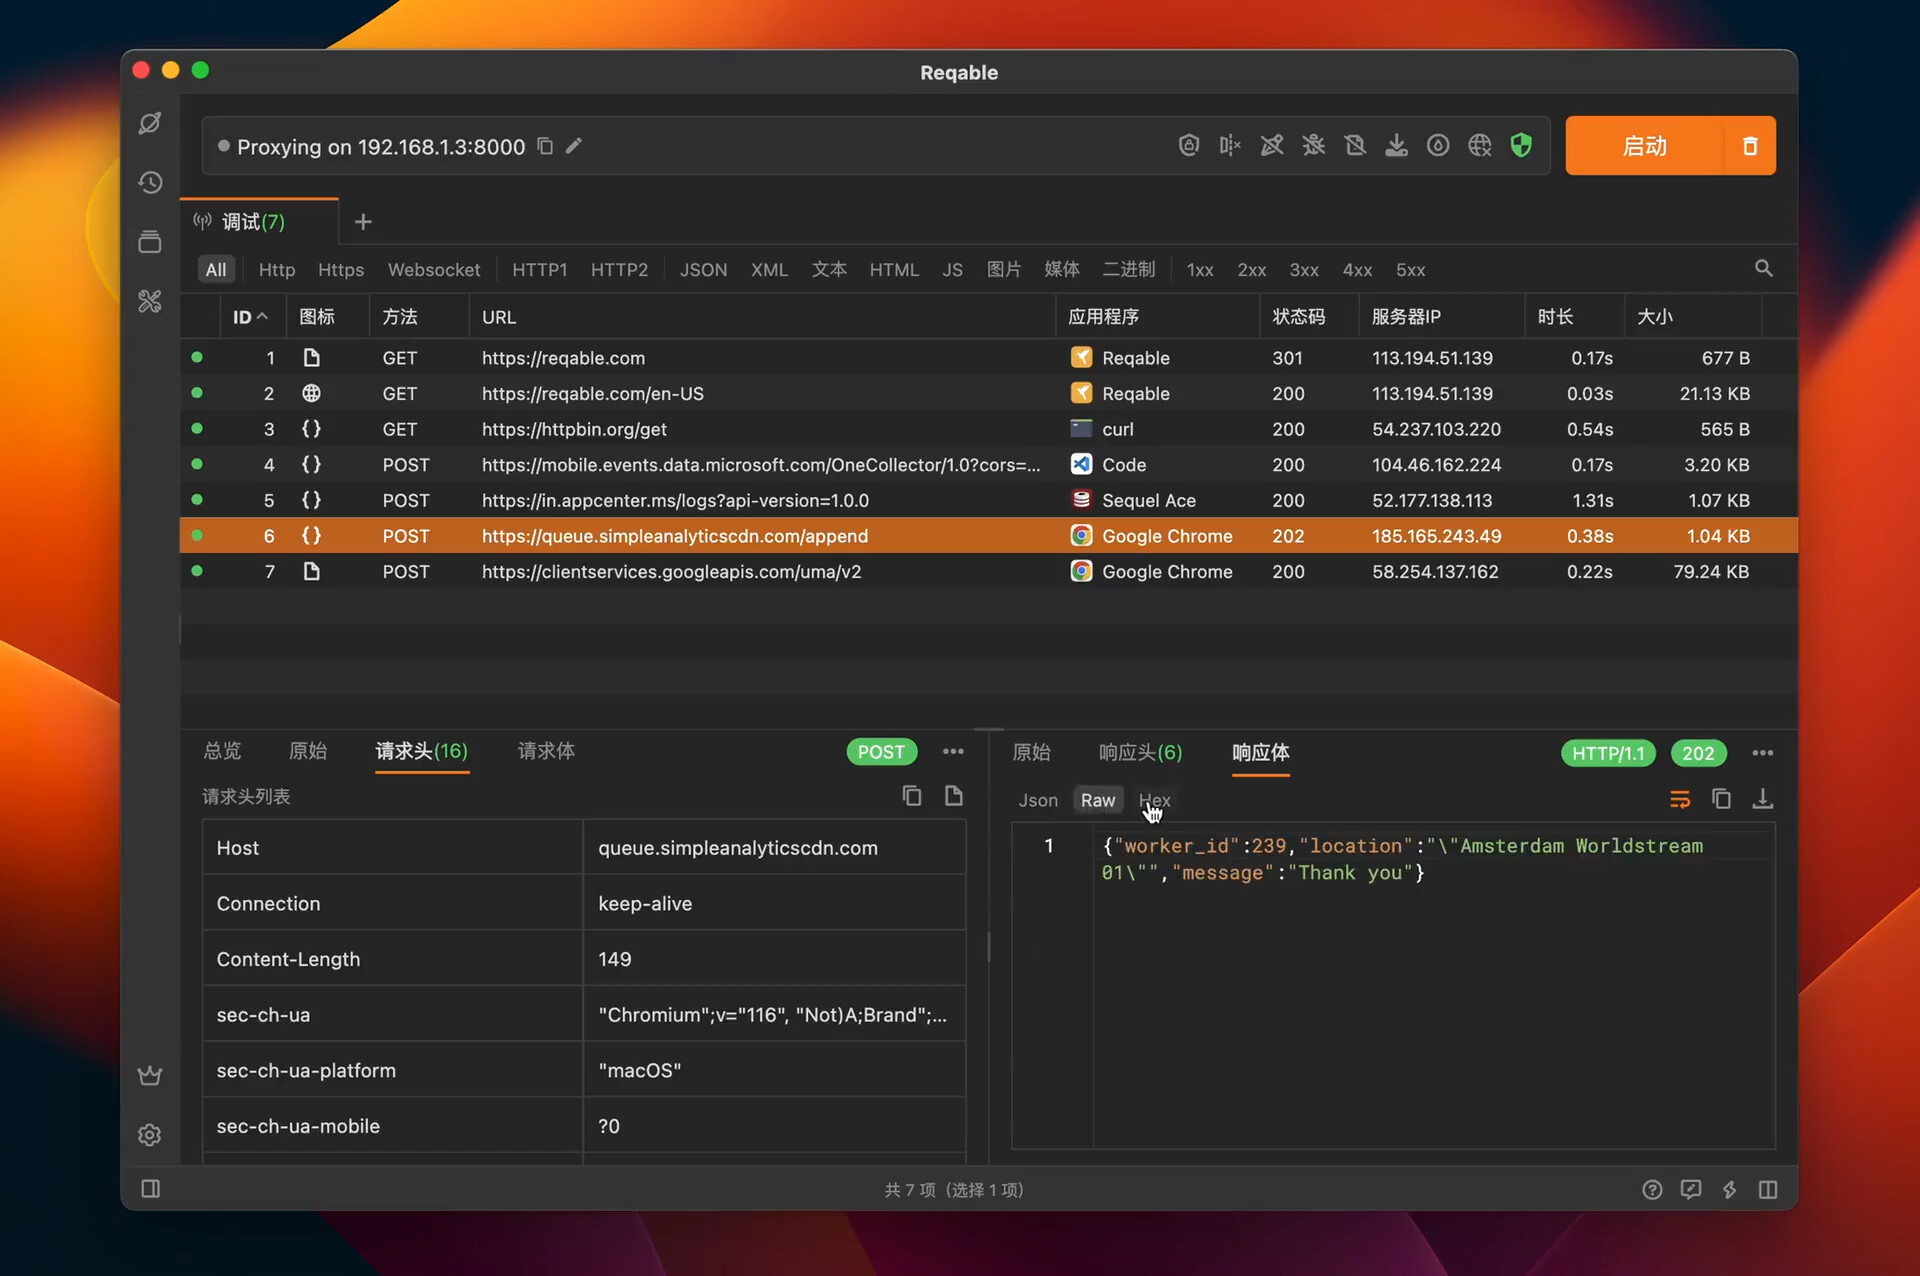 Reqable
Proxying on 192.168.1.3:8000
启动
调试(7)
All Http Https Websocket HTTP1 HTTP2 JSON XML 文本 HTML JS 图片 媒体 二进制 1xx 2xx 3xx 4xx 5xx
ID 图标 方法 URL 应用程序 状态码 服务器IP 时长 大小
1 GET https://reqable.com Reqable 301 113.194.51.139 0.17s 677 B
2 GET https://reqable.com/en-US Reqable 200 113.194.51.139 0.03s 21.13 KB
3 {} GET https://httpbin.org/get curl 200 54.237.103.220 0.54s 565 B
4 {} POST https://mobile.events.data.microsoft.com/OneCollector/1.0?cors=... Code 200 104.46.162.224 0.17s 3.20 KB
5 {} POST https://in.appcenter.ms/logs?api-version=1.0.0 Sequel Ace 200 52.177.138.113 1.31s 1.07 KB
6 {} POST https://queue.simpleanalyticscdn.com/append Google Chrome 202 185.165.243.49 0.38s 1.04 KB
7 POST https://clientservices.googleapis.com/uma/v2 Google Chrome 200 58.254.137.162 0.22s 79.24 KB
总览 原始 请求头(16) 请求体 POST
请求头列表
Host queue.simpleanalyticscdn.com
Connection keep-alive
Content-Length 149
sec-ch-ua "Chromium";v="116", "Not)A;Brand";...
sec-ch-ua-platform "macOS"
sec-ch-ua-mobile ?0
原始 响应头(6) 响应体 HTTP/1.1 202
Json Raw Hex
1 {"worker_id":239,"location":"\"Amsterdam Worldstream
01\"","message":"Thank you"}
共 7 项 (选择 1 项)